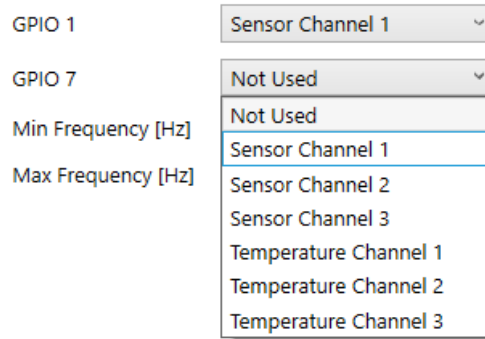 GPIO 1 Sensor Channel 1
GPIO 7 Not Used
Not Used
Min Frequency [Hz]
Sensor Channel 1
Max Frequency [Hz]
Sensor Channel 2
Sensor Channel 3
Temperature Channel 1
Temperature Channel 2
Temperature Channel 3